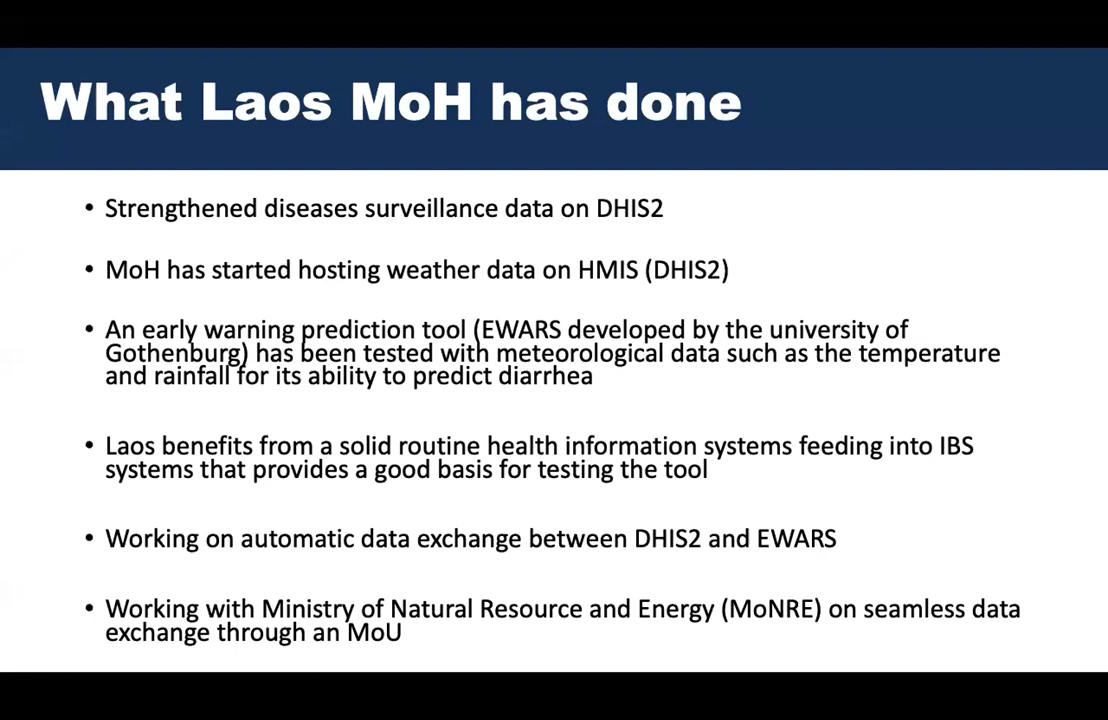 What Laos MoH has done
• Strengthened diseases surveillance data on DHIS2
• MoH has started hosting weather data on HMIS (DHIS2)
• An early warning prediction tool (EWARS developed by the university of
Gothenburg) has been tested with meteorological data such as the temperature
and rainfall for its ability to predict diarrhea
• Laos benefits from a solid routine health information systems feeding into IBS
systems that provides a good basis for testing the tool
• Working on automatic data exchange between DHIS2 and EWARS
• Working with Ministry of Natural Resource and Energy (MoNRE) on seamless data
exchange through an MoU